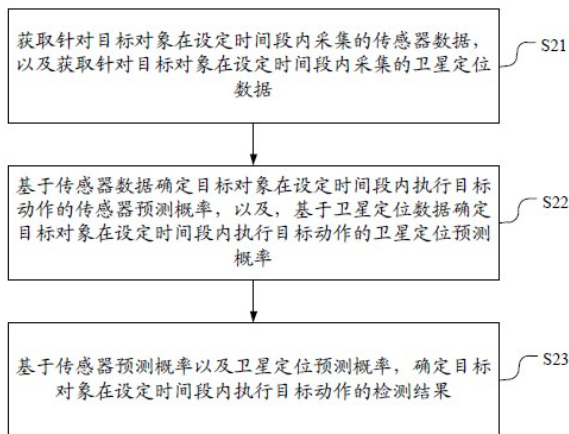 获取针对目标对象在设定时间段内采集的传感器数据，
以及获取针对目标对象在设定时间段内采集的卫星定位
数据
S21
基于传感器数据确定目标对象在设定时间段内执行目标
动作的传感器预测概率，以及，基于卫星定位数据确定
目标对象在设定时间段内执行目标动作的卫星定位预测
概率
S22
基于传感器预测概率以及卫星定位预测概率，确定目标
对象在设定时间段内执行目标动作的检测结果
S23